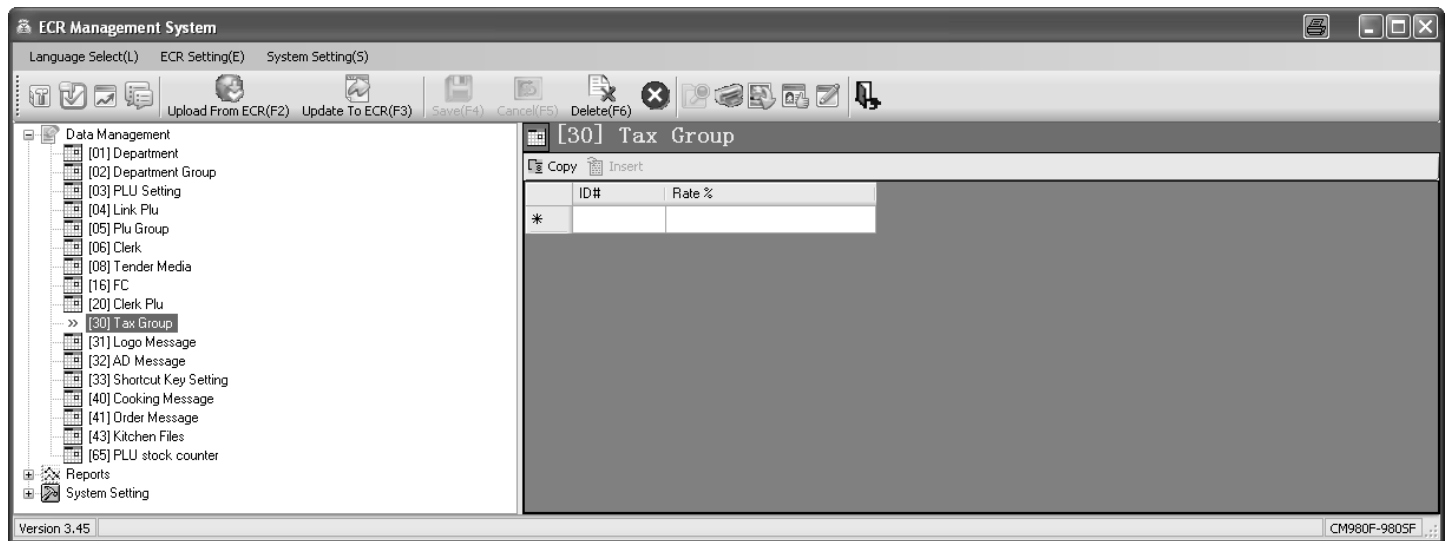 ECR Management System
Language Select(L) ECR Setting(E) System Setting(S)
Upload From ECR(F2) Update To ECR(F3) Save(F4) Cancel(F5) Delete(F6)
Data Management
[01] Department
[02] Department Group
[03] PLU Setting
[04] Link Plu
[05] Plu Group
[06] Clerk
[08] Tender Media
[16] FC
[20] Clerk Plu
[30] Tax Group
[31] Logo Message
[32] AD Message
[33] Shortcut Key Setting
[40] Cooking Message
[41] Order Message
[43] Kitchen Files
[65] PLU stock counter
Reports
System Setting
[30] Tax Group
Copy Insert
ID# Rate %
*
Version 3.45 CM980F-980SF